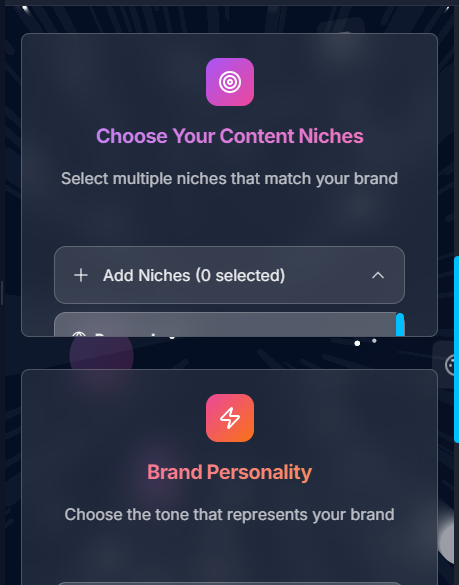 Choose Your Content Niches
Select multiple niches that match your brand
Add Niches (0 selected)
Brand Personality
Choose the tone that represents your brand